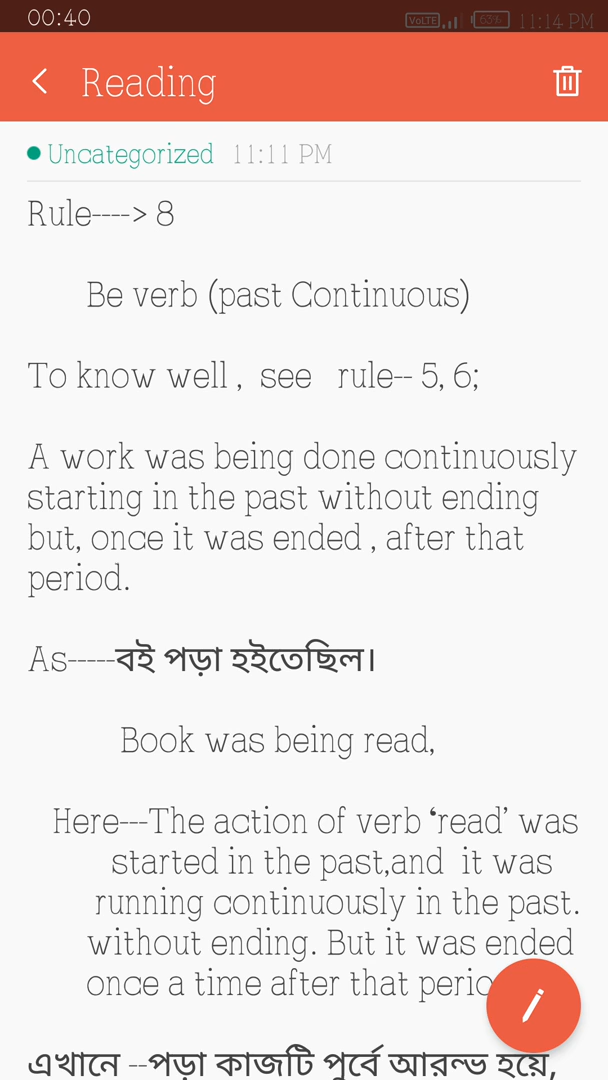 00:40 VoLTE 63% 11:14 PM
Reading
Uncategorized 11:11 PM
Rule----> 8
Be verb (past Continuous)
To know well , see rule-- 5, 6;
A work was being done continuously
starting in the past without ending
but, once it was ended , after that
period.
As-----বই পড়া হইতেছিল।
Book was being read,
Here---The action of verb ‘read’ was
started in the past,and it was
running continuously in the past.
without ending. But it was ended
once a time after that
এখানে --পড়া কাজটি পূর্বে আরম্ভ হয়ে,